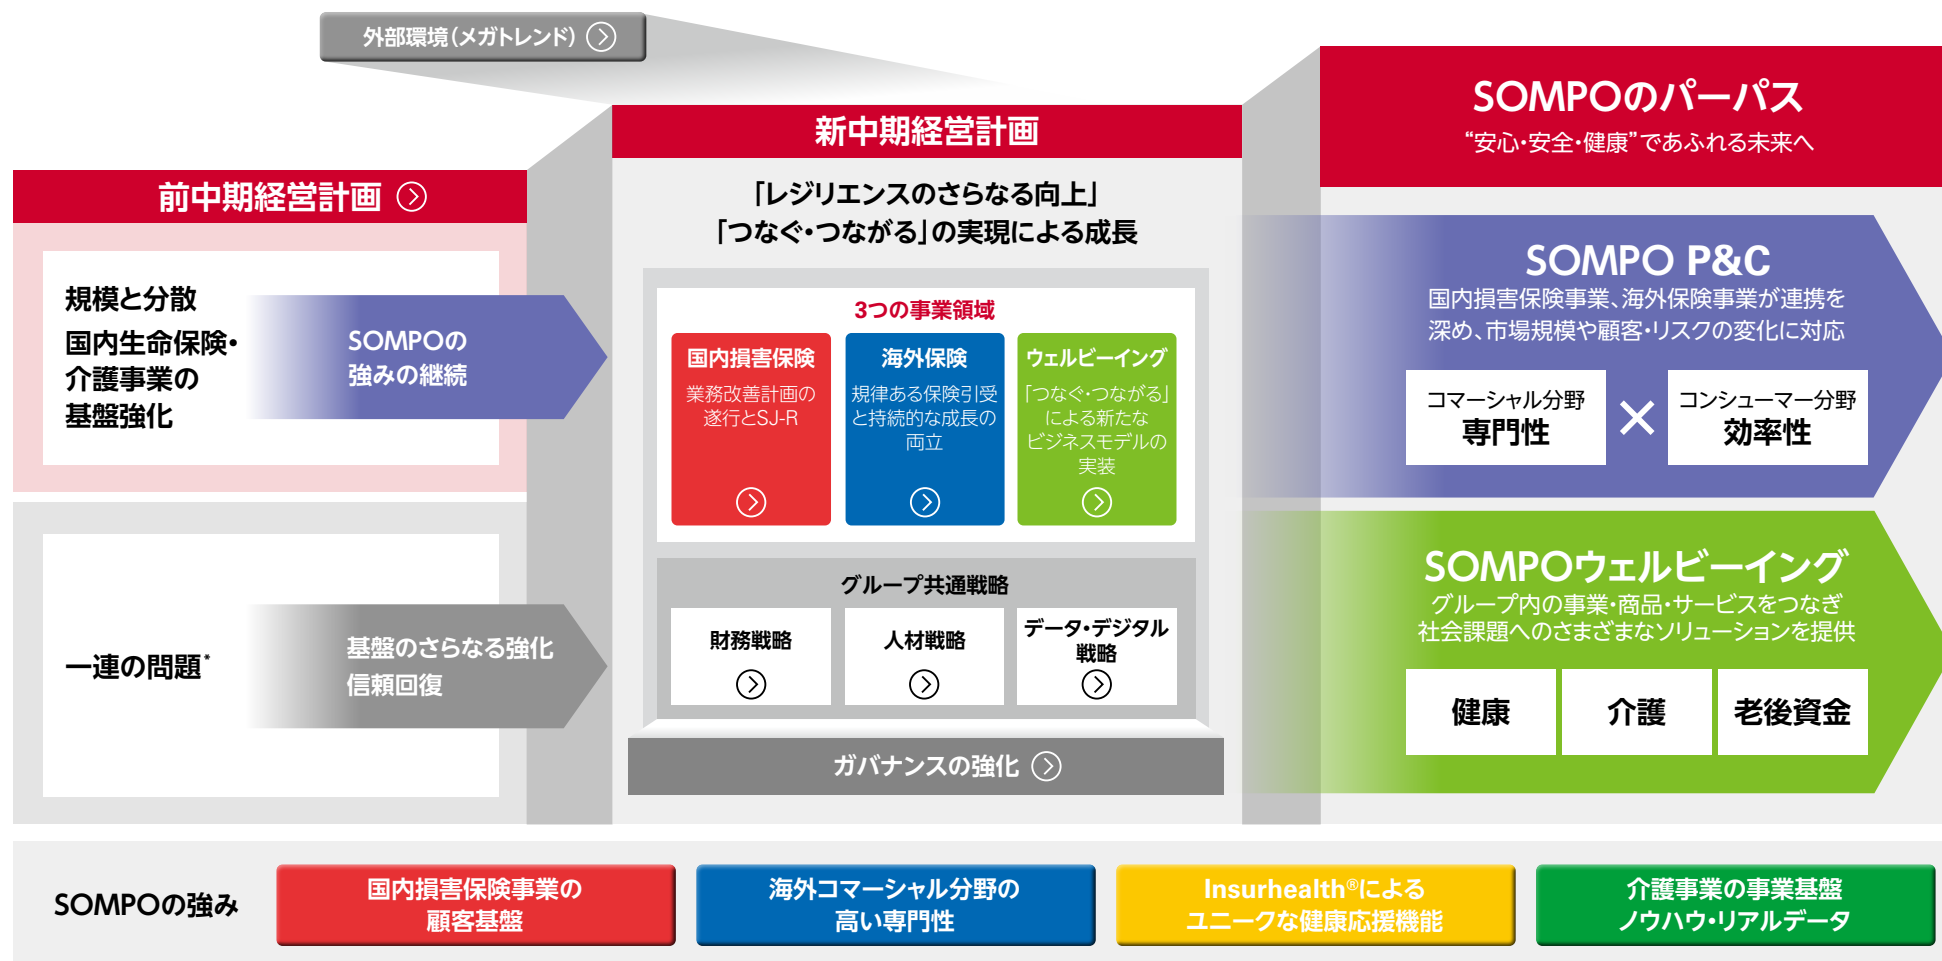 外部環境（メガトレンド）
前中期経営計画
規模と分散
国内生命保険・
介護事業の
基盤強化
SOMPOの
強みの継続
一連の問題*
基盤のさらなる強化
信頼回復
新中期経営計画
「レジリエンスのさらなる向上」
「つなぐ・つながる」の実現による成長
3つの事業領域
国内損害保険
業務改善計画の
遂行とSJ-R
海外保険
規律ある保険引受
と持続的な成長の
両立
ウェルビーイング
「つなぐ・つながる」
による新たな
ビジネスモデルの
実装
グループ共通戦略
財務戦略
人材戦略
データ・デジタル
戦略
ガバナンスの強化
SOMPOのパーパス
“安心・安全・健康”であふれる未来へ
SOMPO P&C
国内損害保険事業、海外保険事業が連携を
深め、市場規模や顧客・リスクの変化に対応
コマーシャル分野
専門性
×
コンシューマー分野
効率性
SOMPOウェルビーイング
グループ内の事業・商品・サービスをつなぎ
社会課題へのさまざまなソリューションを提供
健康
介護
老後資金
SOMPOの強み
国内損害保険事業の
顧客基盤
海外コマーシャル分野の
高い専門性
Insurhealth®による
ユニークな健康応援機能
介護事業の事業基盤
ノウハウ・リアルデータ